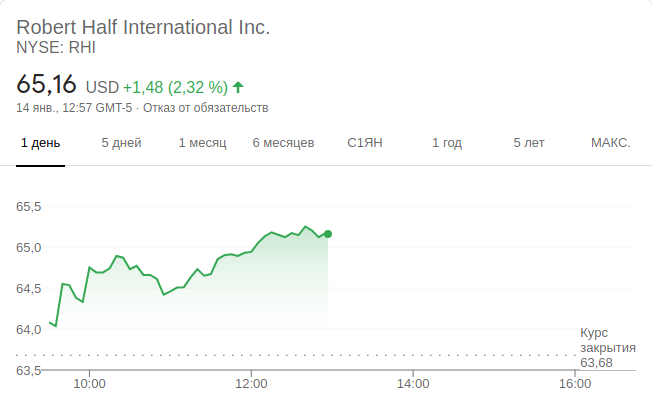 Robert Half International Inc.
NYSE: RHI
65,16 USD +1,48 (2,32 %)
14 янв., 12:57 GMT-5 · Отказ от обязательств
1 день 5 дней 1 месяц 6 месяцев С1ЯН 1 год 5 лет МАКС.
65,5
65,0
64,5
64,0
Курс
закрытия
63,68
63,5
10:00 12:00 14:00 16:00